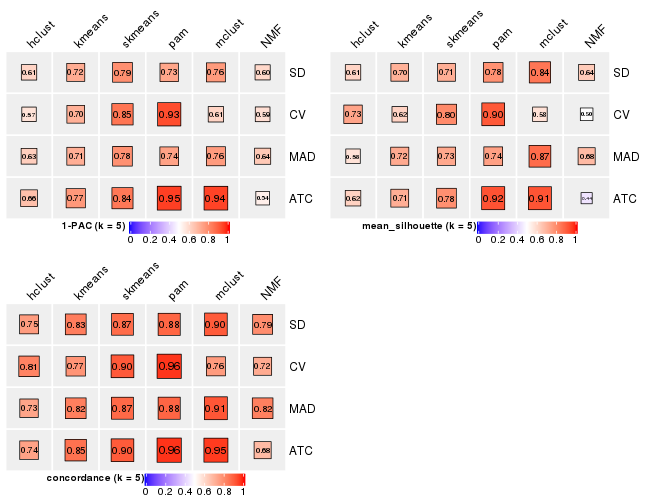 hclust kmeans skmeans pam mclust NMF
0.61 0.72 0.79 0.73 0.76 0.60 SD
0.57 0.70 0.85 0.93 0.61 0.59 CV
0.63 0.71 0.78 0.74 0.76 0.64 MAD
0.66 0.77 0.84 0.95 0.94 0.54 ATC
1-PAC (k = 5)
0 0.2 0.4 0.6 0.8 1
hclust kmeans skmeans pam mclust NMF
0.61 0.70 0.71 0.78 0.84 0.64 SD
0.73 0.62 0.80 0.90 0.58 0.50 CV
0.56 0.72 0.73 0.74 0.87 0.68 MAD
0.62 0.71 0.78 0.92 0.91 0.44 ATC
mean_silhouette (k = 5)
0 0.2 0.4 0.6 0.8 1
hclust kmeans skmeans pam mclust NMF
0.75 0.83 0.87 0.88 0.90 0.79 SD
0.81 0.77 0.90 0.96 0.76 0.72 CV
0.73 0.82 0.87 0.88 0.91 0.82 MAD
0.74 0.85 0.90 0.96 0.95 0.68 ATC
concordance (k = 5)
0 0.2 0.4 0.6 0.8 1